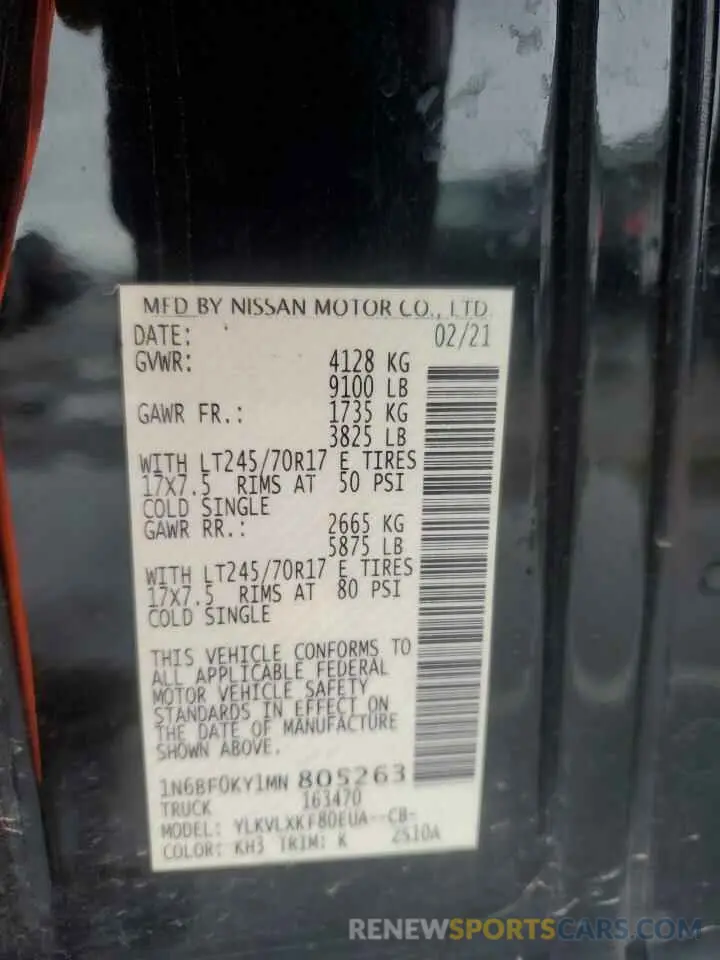 MFD BY NISSAN MOTOR CO., LTD.
DATE: 02/21
GVWR: 4128 KG
9100 LB
GAWR FR.: 1735 KG
3825 LB
WITH LT245/70R17 E TIRES
17X7.5 RIMS AT 50 PSI
COLD SINGLE
GAWR RR.: 2665 KG
5875 LB
WITH LT245/70R17 E TIRES
17X7.5 RIMS AT 80 PSI
COLD SINGLE
THIS VEHICLE CONFORMS TO
ALL APPLICABLE FEDERAL
MOTOR VEHICLE SAFETY
STANDARDS IN EFFECT ON
THE DATE OF MANUFACTURE
SHOWN ABOVE.
1N6BF0KY1MN 805263
TRUCK 163470
MODEL: YLKVLXKF80EUA--CB-
COLOR: KH3 TRIM: K 2S10A
RENEWSPORTSCARS.COM